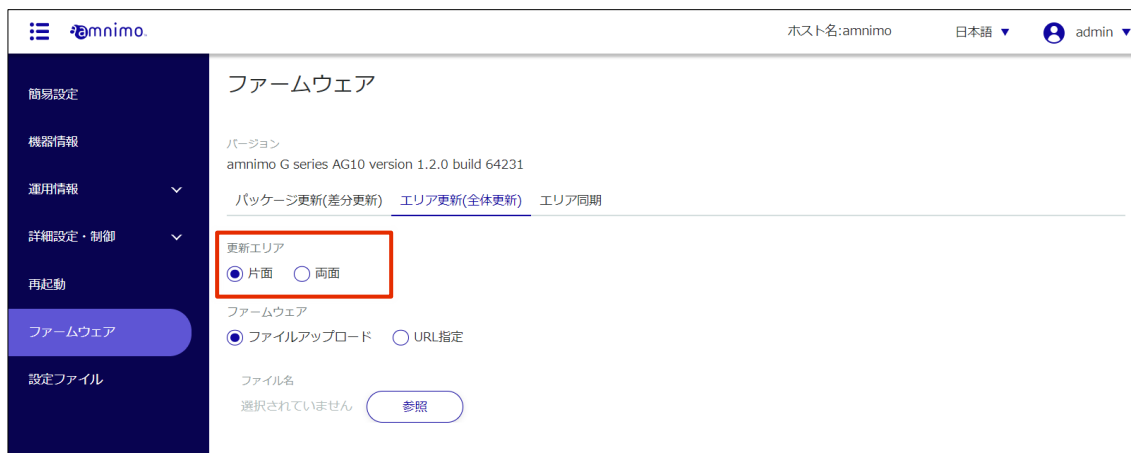 amnimo. ホスト名:amnimo 日本語 ▼ admin ▼
簡易設定
機器情報
運用情報
詳細設定・制御
再起動
ファームウェア
設定ファイル
ファームウェア
バージョン
amnimo G series AG10 version 1.2.0 build 64231
パッケージ更新(差分更新) エリア更新(全体更新) エリア同期
更新エリア
片面 両面
ファームウェア
ファイルアップロード URL指定
ファイル名
選択されていません 参照